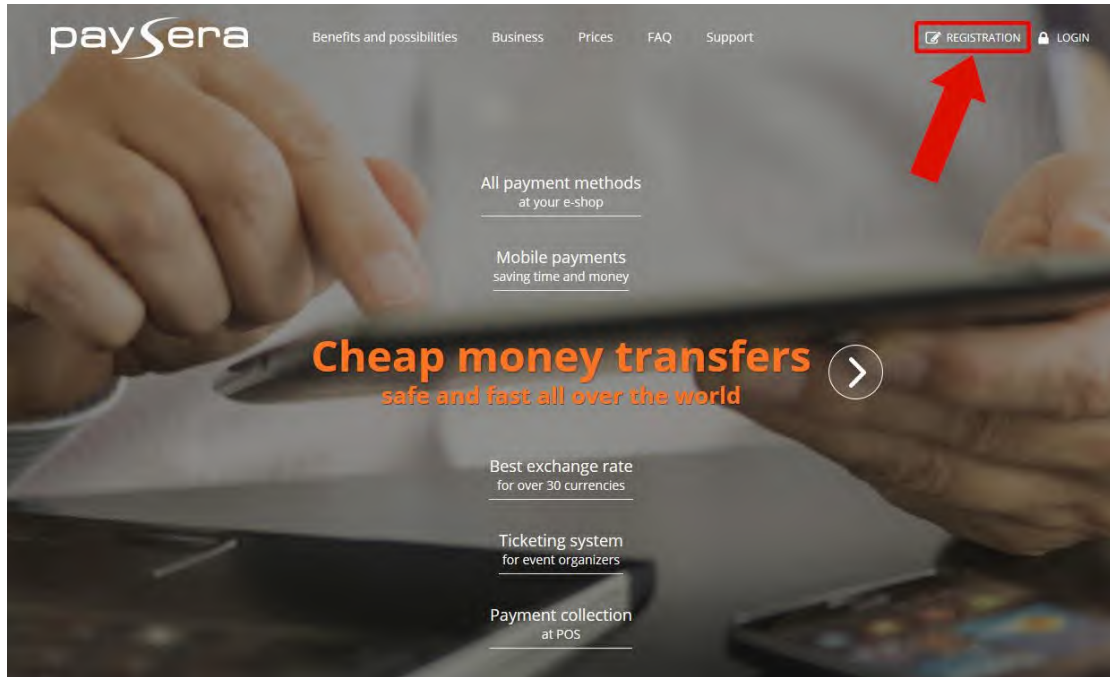 paysera
Benefits and possibilities
Business
Prices
FAQ
Support
REGISTRATION
LOGIN
All payment methods
at your e-shop
Mobile payments
saving time and money
Cheap money transfers
safe and fast all over the world
Best exchange rate
for over 30 currencies
Ticketing system
for event organizers
Payment collection
at POS